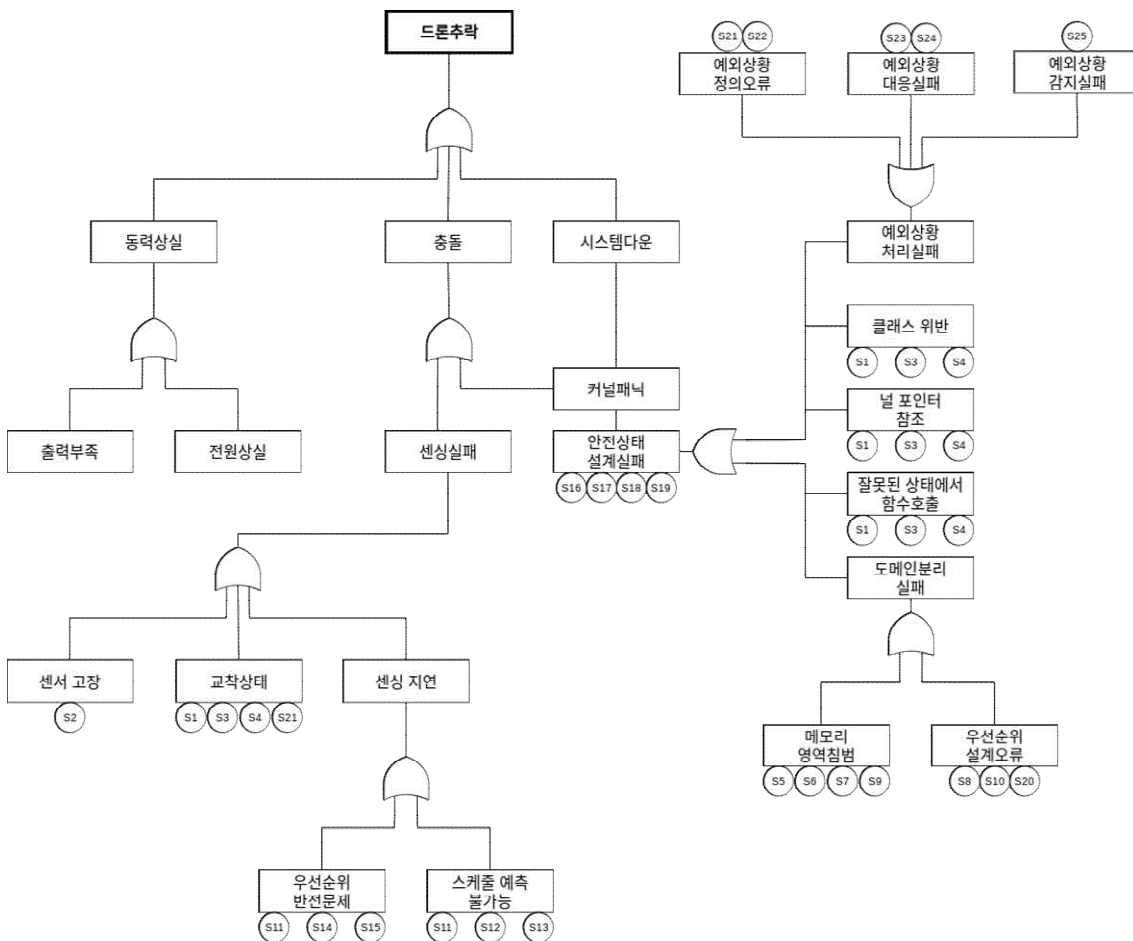 드론추락
S21 S22
예외상황
정의오류
S23 S24
예외상황
대응실패
S25
예외상황
감지실패
동력상실
충돌
시스템다운
예외상황
처리실패
클래스 위반
S1 S3 S4
출력부족
전원상실
센싱실패
커널패닉
안전상태
설계실패
S16 S17 S18 S19
널 포인터
참조
S1 S3 S4
잘못된 상태에서
함수호출
S1 S3 S4
도메인분리
실패
센서 고장
S2
교착상태
S1 S3 S4 S21
센싱 지연
메모리
영역침범
S5 S6 S7 S9
우선순위
설계오류
S8 S10 S20
우선순위
반전문제
S11 S14 S15
스케줄 예측
불가능
S11 S12 S13